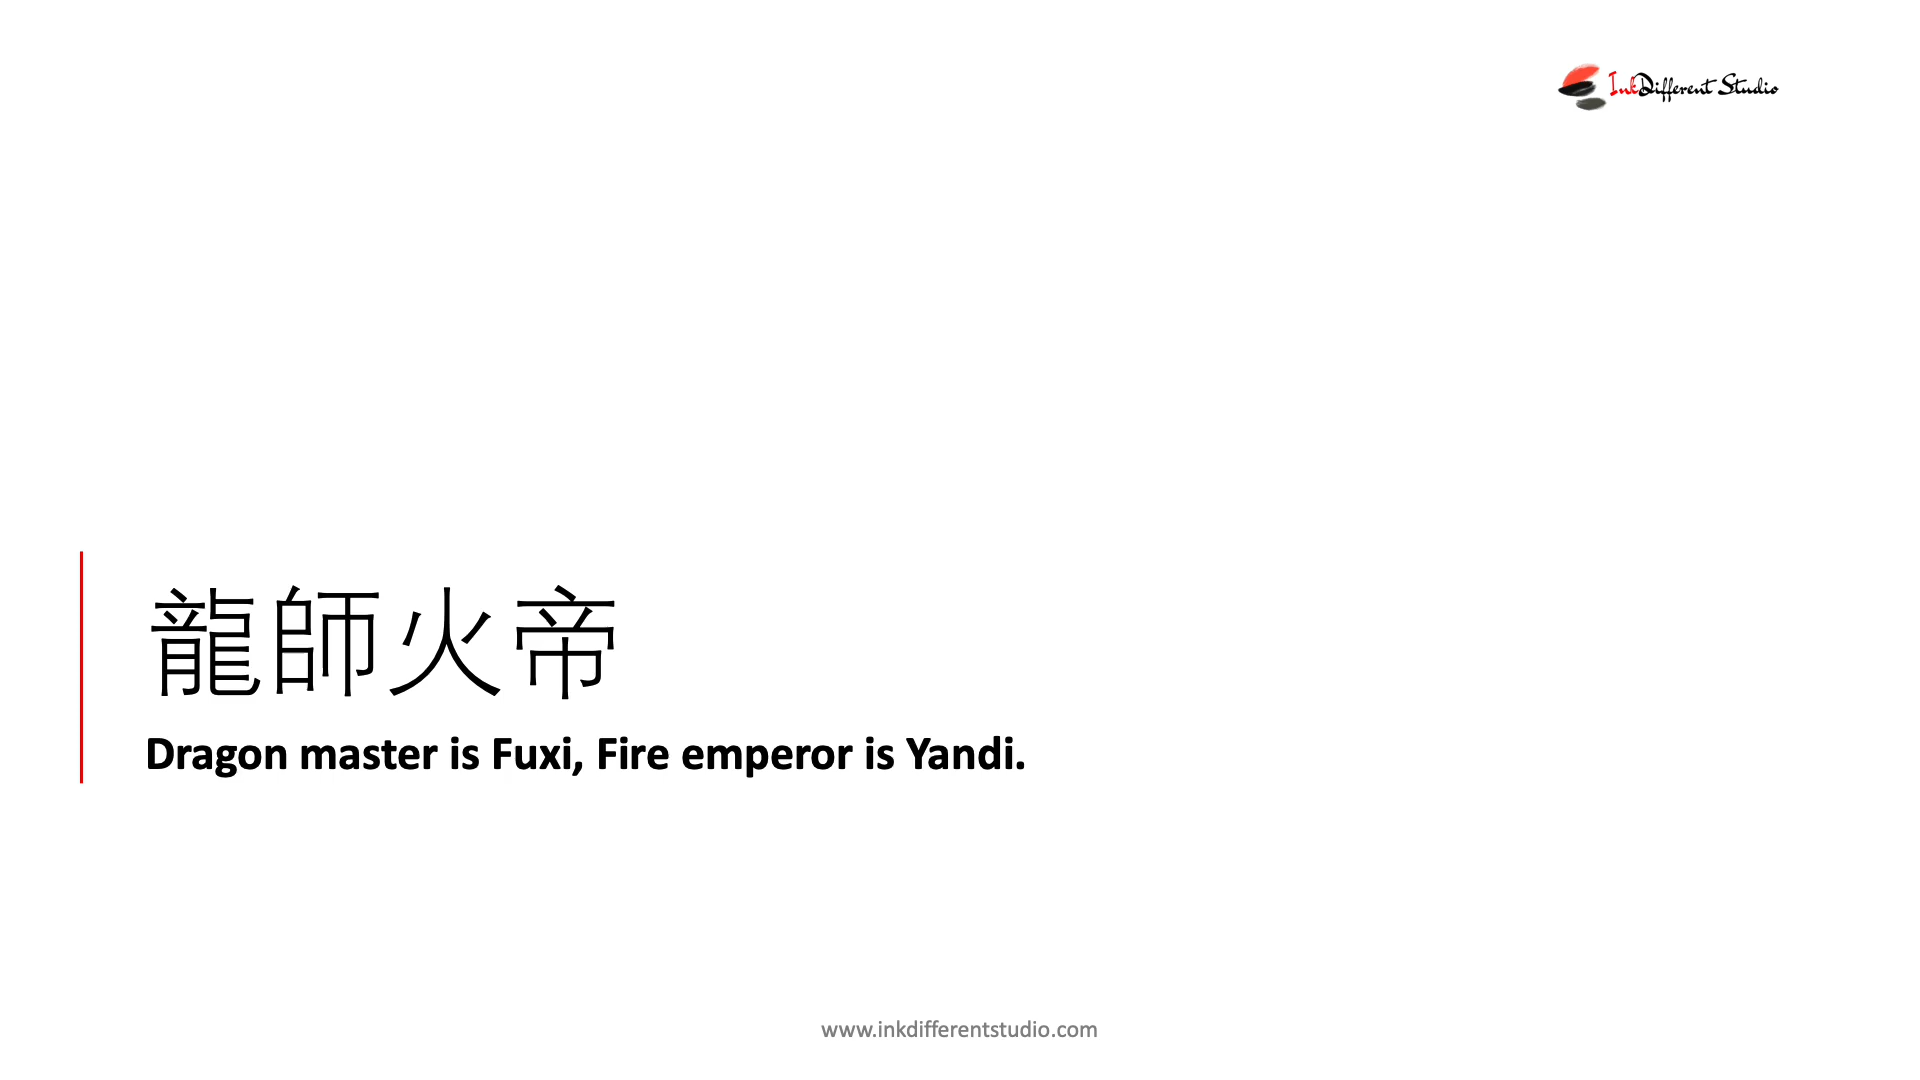 InkDifferent Studio
龍師火帝
Dragon master is Fuxi, Fire emperor is Yandi.
www.inkdifferentstudio.com